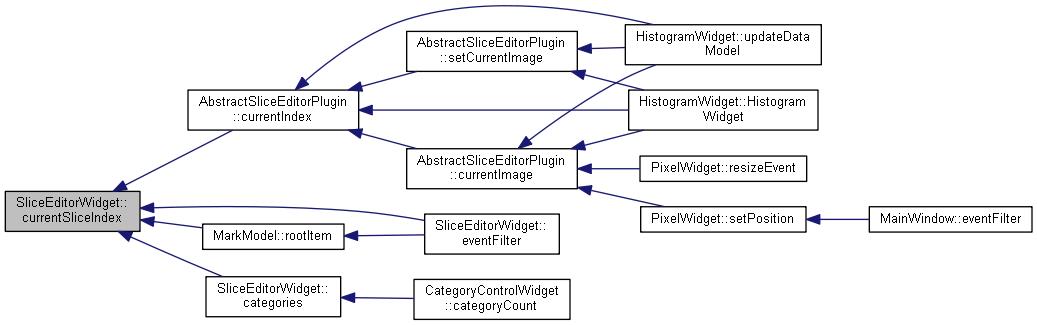 SliceEditorWidget::
currentSliceIndex
AbstractSliceEditorPlugin
::currentIndex
AbstractSliceEditorPlugin
::setCurrentImage
HistogramWidget::updateData
Model
HistogramWidget::Histogram
Widget
AbstractSliceEditorPlugin
::currentImage
PixelWidget::resizeEvent
PixelWidget::setPosition
MainWindow::eventFilter
MarkModel::rootItem
SliceEditorWidget::
eventFilter
SliceEditorWidget::
categories
CategoryControlWidget
::categoryCount